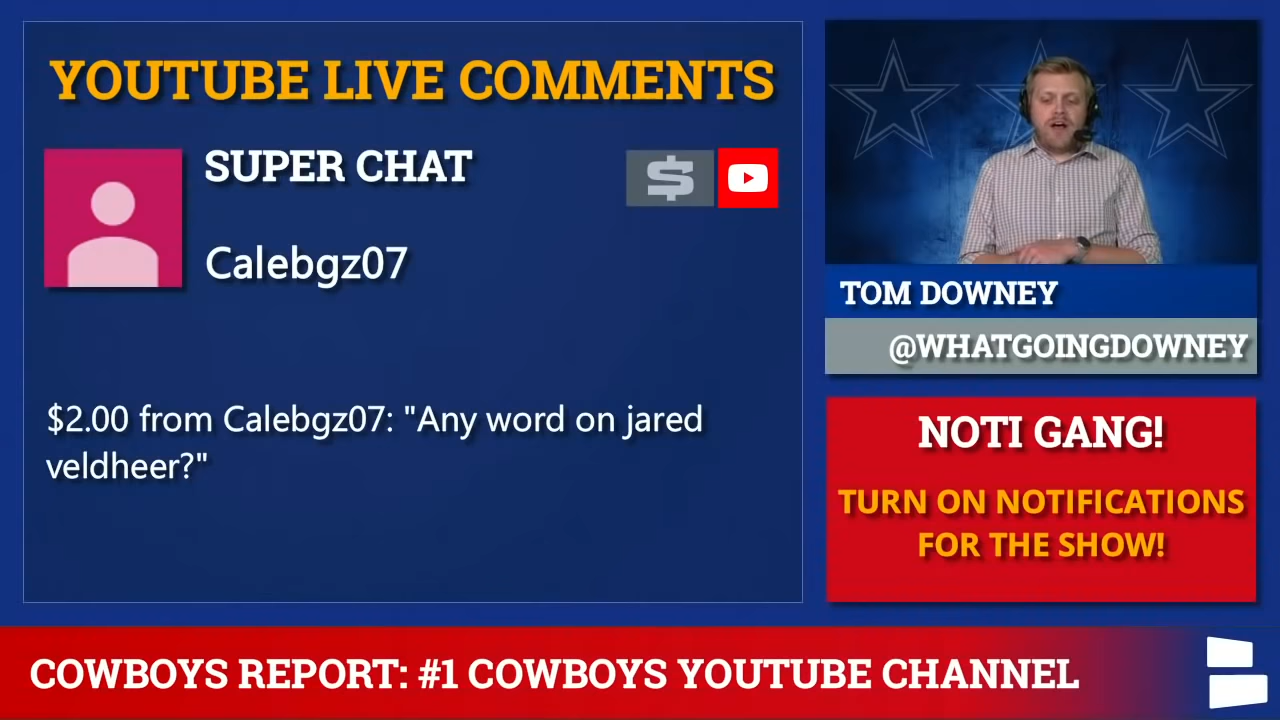 YOUTUBE LIVE COMMENTS
SUPER CHAT
$
Calebgz07
$2.00 from Calebgz07: "Any word on jared
veldheer?"
TOM DOWNEY
@WHATGOINGDOWNEY
NOTI GANG!
TURN ON NOTIFICATIONS
FOR THE SHOW!
COWBOYS REPORT: #1 COWBOYS YOUTUBE CHANNEL